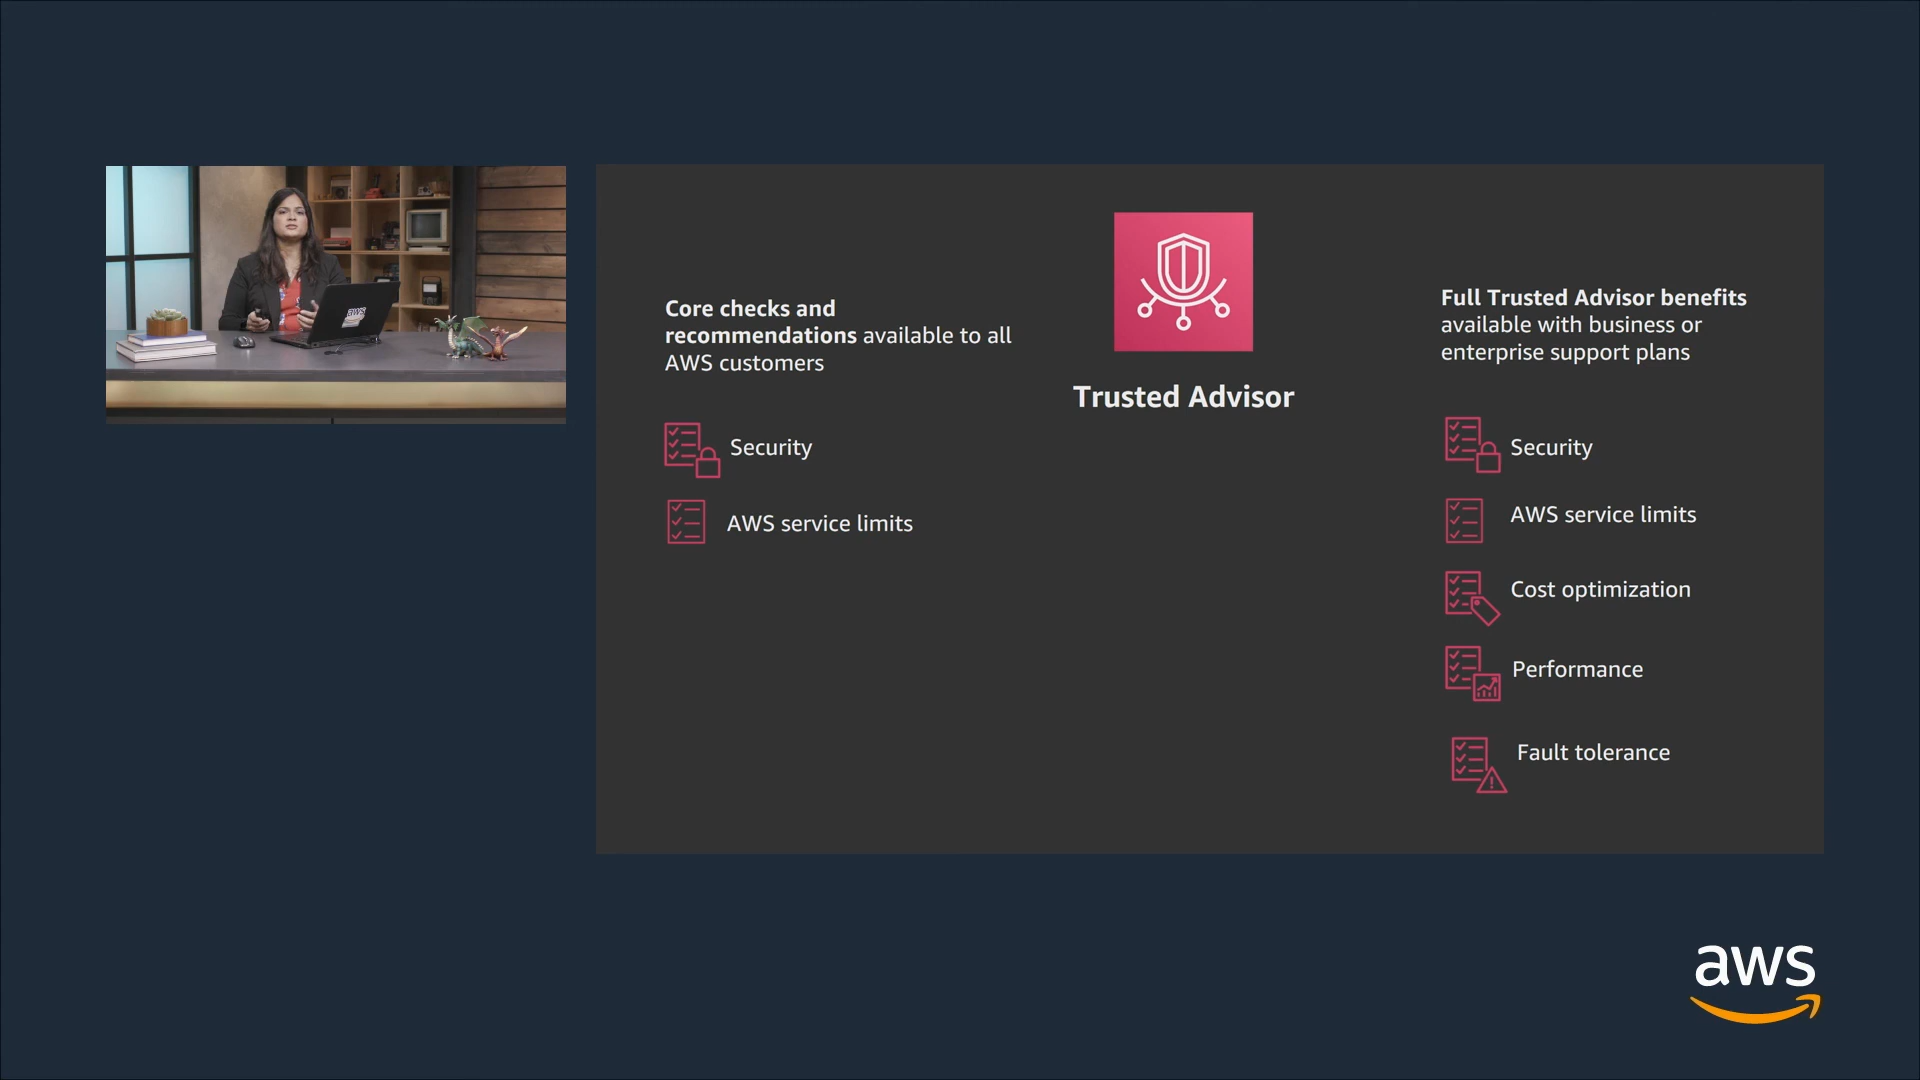 aws
Core checks and
recommendations available to all
AWS customers
Security
AWS service limits
Trusted Advisor
Full Trusted Advisor benefits
available with business or
enterprise support plans
Security
AWS service limits
Cost optimization
Performance
Fault tolerance
aws